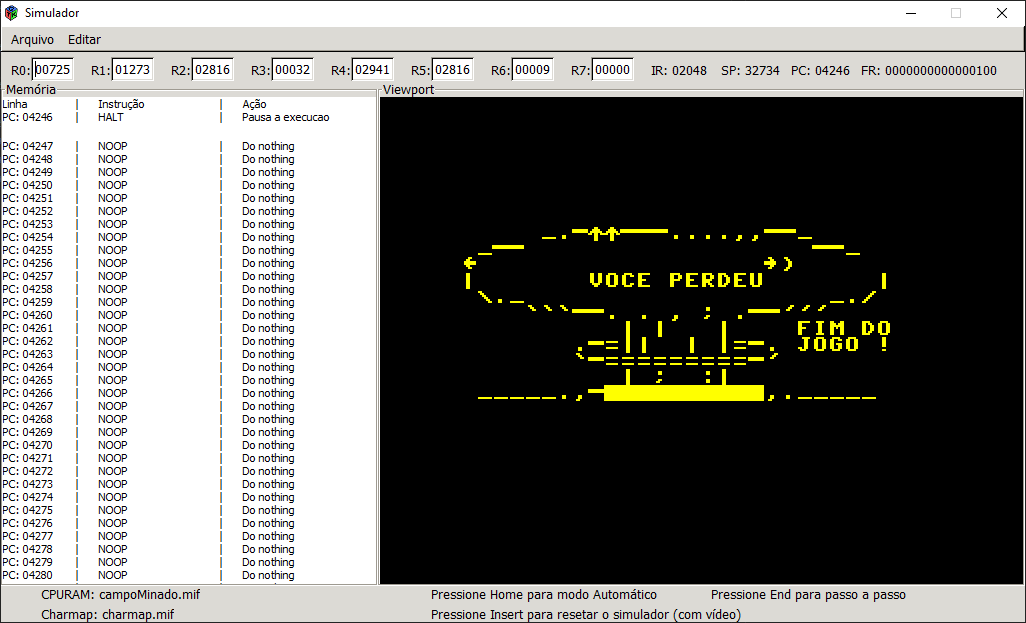 Simulador
Arquivo Editar
R0: 00725 R1: 01273 R2: 02816 R3: 00032 R4: 02941 R5: 02816 R6: 00009 R7: 00000 IR: 02048 SP: 32734 PC: 04246 FR: 0000000000000100
Memória
Linha | Instrução | Ação
PC: 04246 | HALT | Pausa a execucao
PC: 04247 | NOOP | Do nothing
PC: 04248 | NOOP | Do nothing
PC: 04249 | NOOP | Do nothing
PC: 04250 | NOOP | Do nothing
PC: 04251 | NOOP | Do nothing
PC: 04252 | NOOP | Do nothing
PC: 04253 | NOOP | Do nothing
PC: 04254 | NOOP | Do nothing
PC: 04255 | NOOP | Do nothing
PC: 04256 | NOOP | Do nothing
PC: 04257 | NOOP | Do nothing
PC: 04258 | NOOP | Do nothing
PC: 04259 | NOOP | Do nothing
PC: 04260 | NOOP | Do nothing
PC: 04261 | NOOP | Do nothing
PC: 04262 | NOOP | Do nothing
PC: 04263 | NOOP | Do nothing
PC: 04264 | NOOP | Do nothing
PC: 04265 | NOOP | Do nothing
PC: 04266 | NOOP | Do nothing
PC: 04267 | NOOP | Do nothing
PC: 04268 | NOOP | Do nothing
PC: 04269 | NOOP | Do nothing
PC: 04270 | NOOP | Do nothing
PC: 04271 | NOOP | Do nothing
PC: 04272 | NOOP | Do nothing
PC: 04273 | NOOP | Do nothing
PC: 04274 | NOOP | Do nothing
PC: 04275 | NOOP | Do nothing
PC: 04276 | NOOP | Do nothing
PC: 04277 | NOOP | Do nothing
PC: 04278 | NOOP | Do nothing
PC: 04279 | NOOP | Do nothing
PC: 04280 | NOOP | Do nothing
Viewport
VOCE PERDEU
FIM DO
JOGO !
CPURAM: campoMinado.mif Pressione Home para modo Automático Pressione End para passo a passo
Charmap: charmap.mif Pressione Insert para resetar o simulador (com vídeo)